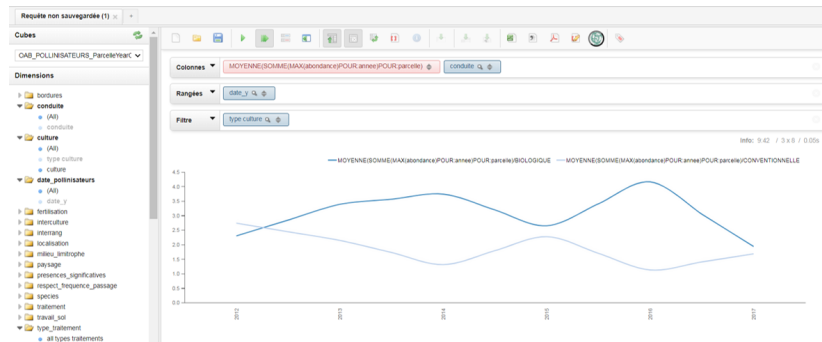 Requête non sauvegardée (1)
Cubes
OAB_POLLINISATEURS_ParcelleYearC
Dimensions
bordures
conduite
(All)
conduite
culture
(All)
type culture
culture
date_pollinisateurs
(All)
date_y
fertilisation
interculture
interrang
localisation
milieu_limitrophe
paysage
presences_significatives
respect_frequence_passage
species
traitement
travail_sol
type_traitement
all types traitements
Colonnes MOYENNE(SOMME(MAX(abondance)POUR:annee)POUR:parcelle) conduite
Rangées date_y
Filtre type culture
Info: 9:42 / 3 x 8 / 0.00s
MOYENNE(SOMME(MAX(abondance)POUR:annee)POUR:parcelle)/BIOLOGIQUE MOYENNE(SOMME(MAX(abondance)POUR:annee)POUR:parcelle)/CONVENTIONNELLE
4.5
4.0
3.5
3.0
2.5
2.0
1.5
1.0
0.5
0.0
2012 2013 2014 2015 2016 2017